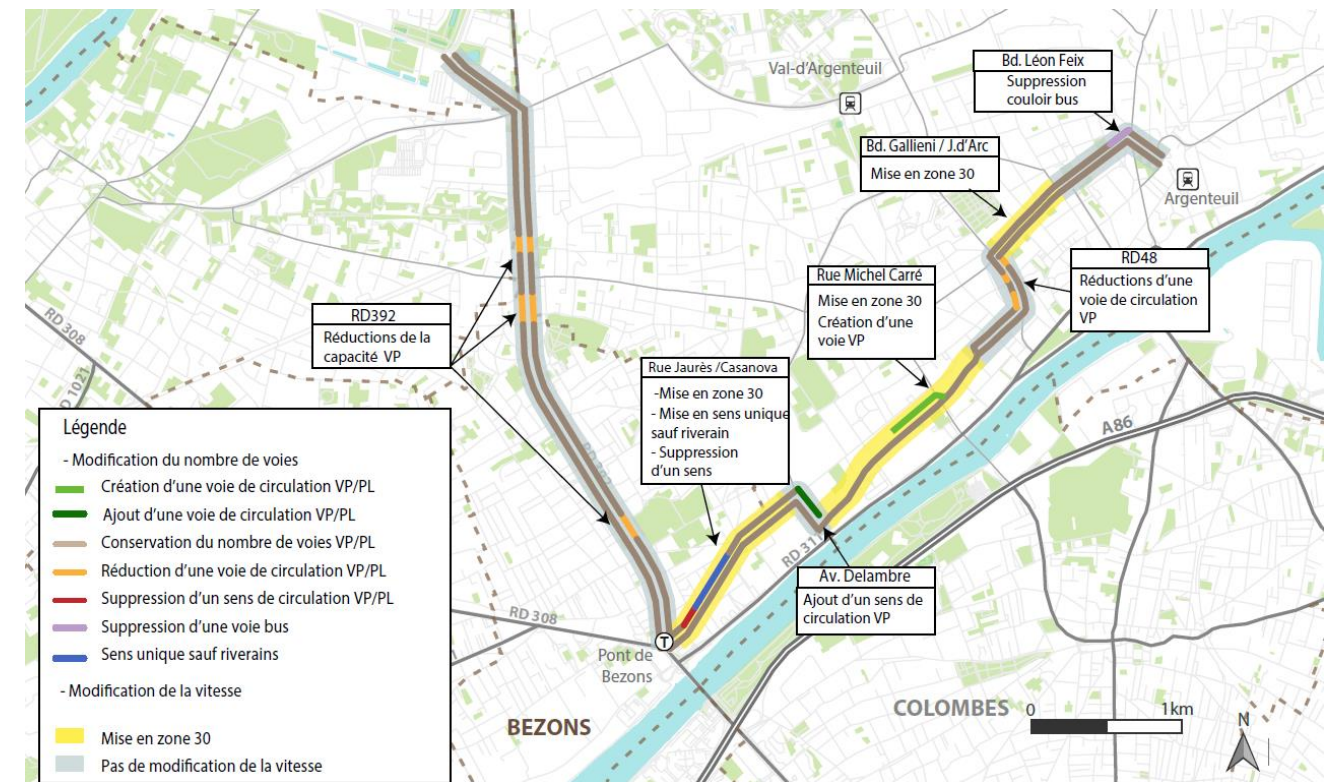 Val-d'Argenteuil
Bd. Léon Feix
Suppression
couloir bus
Bd. Gallieni / J.d'Arc
Mise en zone 30
Argenteuil
RD48
Réductions d'une
voie de circulation
VP
Rue Michel Carré
Mise en zone 30
Création d'une
voie VP
RD392
Réductions de la
capacité VP
Rue Jaurès /Casanova
-Mise en zone 30
- Mise en sens unique
sauf riverain
- Suppression
d'un sens
RD 308
RD 1021
A86
RD 392
RD 31
Av. Delambre
Ajout d'un sens de
circulation VP
RD 308
T
Pont de
Bezons
BEZONS
COLOMBES
0 1km
N
Légende
- Modification du nombre de voies
Création d'une voie de circulation VP/PL
Ajout d'une voie de circulation VP/PL
Conservation du nombre de voies VP/PL
Réduction d'une voie de circulation VP/PL
Suppression d'un sens de circulation VP/PL
Suppression d'une voie bus
Sens unique sauf riverains
- Modification de la vitesse
Mise en zone 30
Pas de modification de la vitesse